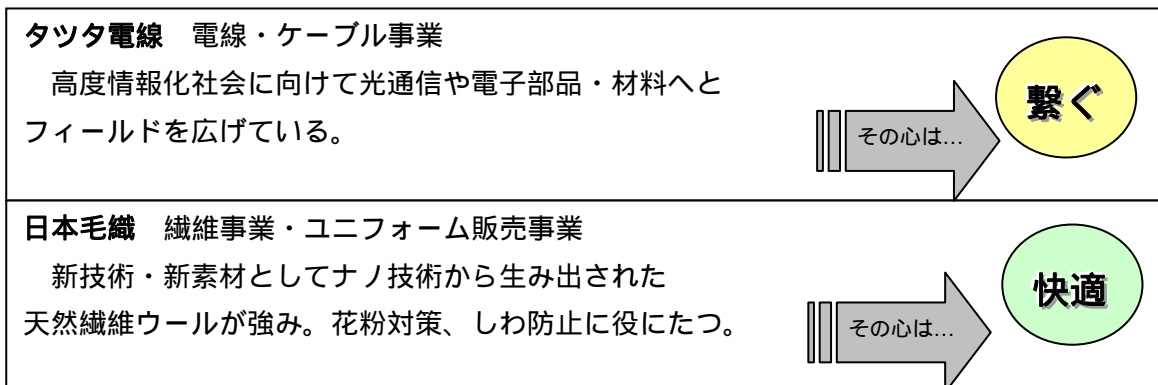 タツタ電線　電線・ケーブル事業
　高度情報化社会に向けて光通信や電子部品・材料へと
フィールドを広げている。
その心は…
繋ぐ
日本毛織　繊維事業・ユニフォーム販売事業
　新技術・新素材としてナノ技術から生み出された
天然繊維ウールが強み。花粉対策、しわ防止に役にたつ。
その心は…
快適